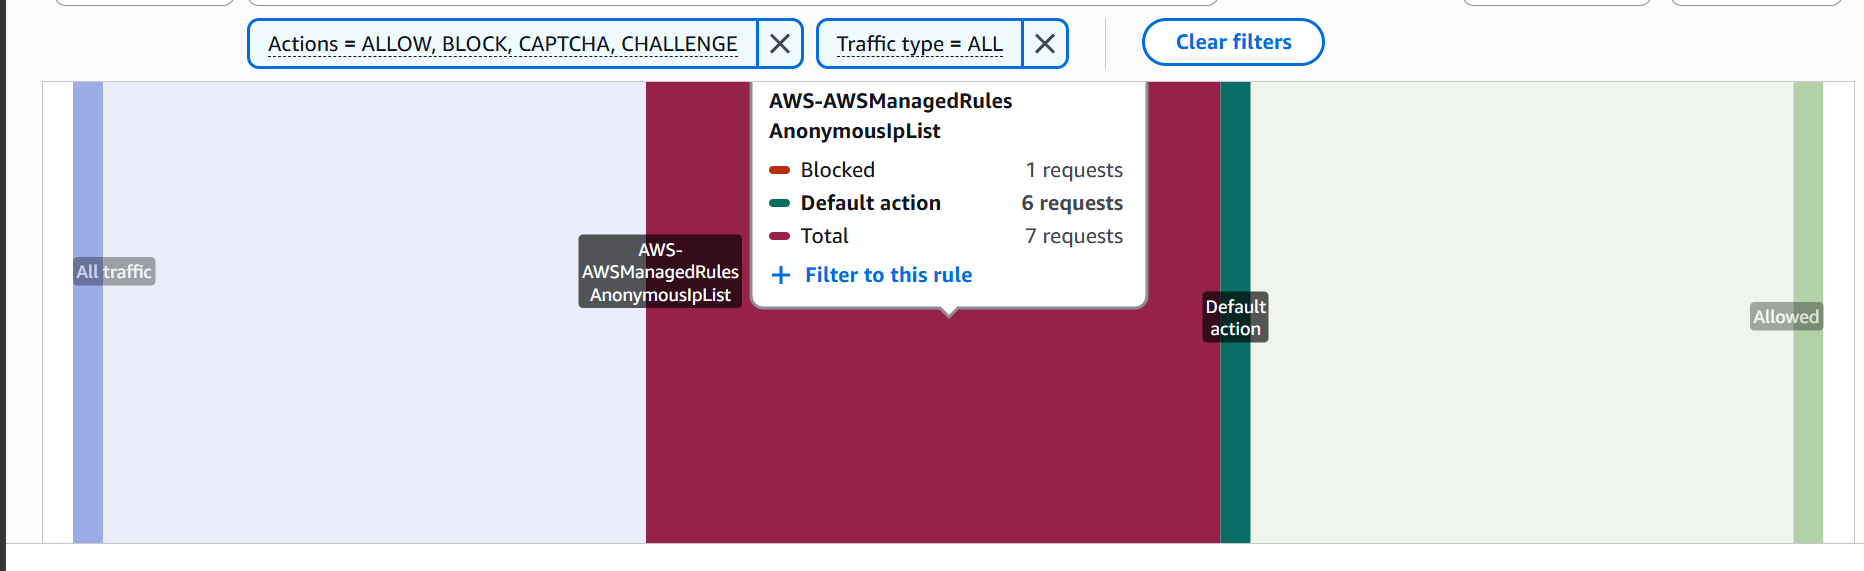 Actions = ALLOW, BLOCK, CAPTCHA, CHALLENGE
Traffic type = ALL
Clear filters
AWS-AWSManagedRules
AnonymousIpList
Blocked 1 requests
Default action 6 requests
Total 7 requests
Filter to this rule
All traffic
AWS-
AWSManagedRules
AnonymousIpList
Default
action
Allowed